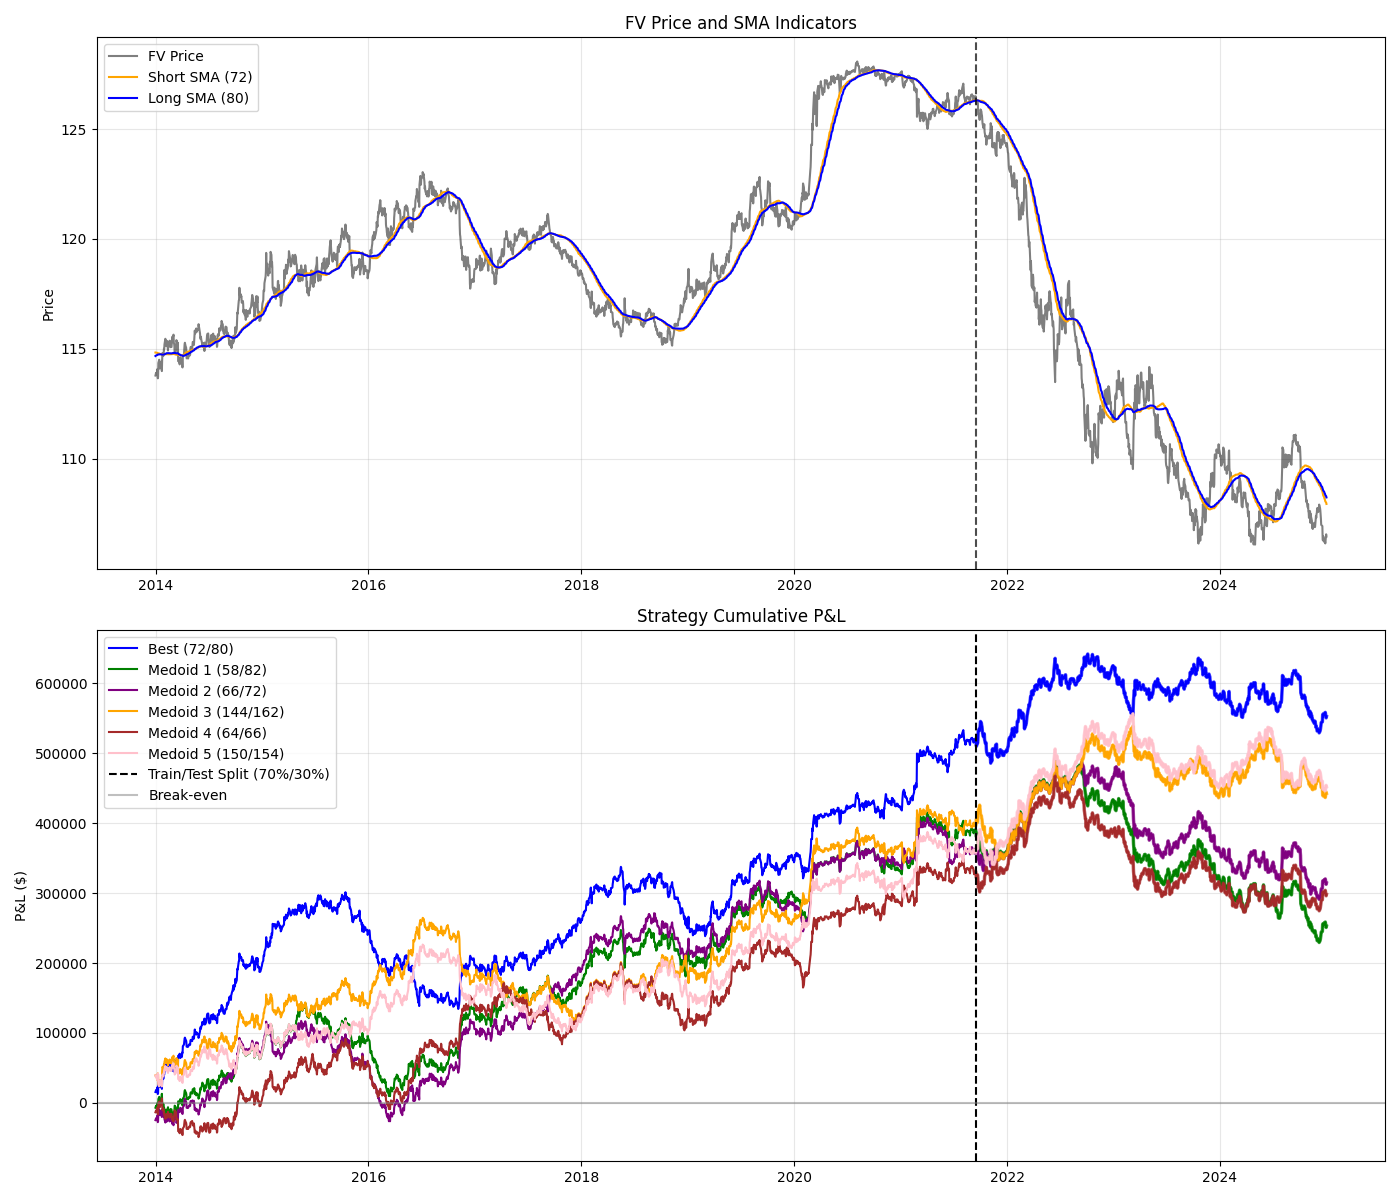 FV Price and SMA Indicators
FV Price
Short SMA (72)
Long SMA (80)
Price
125
120
115
110
2014
2016
2018
2020
2022
2024
Strategy Cumulative P&L
Best (72/80)
Medoid 1 (58/82)
Medoid 2 (66/72)
Medoid 3 (144/162)
Medoid 4 (64/66)
Medoid 5 (150/154)
Train/Test Split (70%/30%)
Break-even
P&L ($)
600000
500000
400000
300000
200000
100000
0
2014
2016
2018
2020
2022
2024